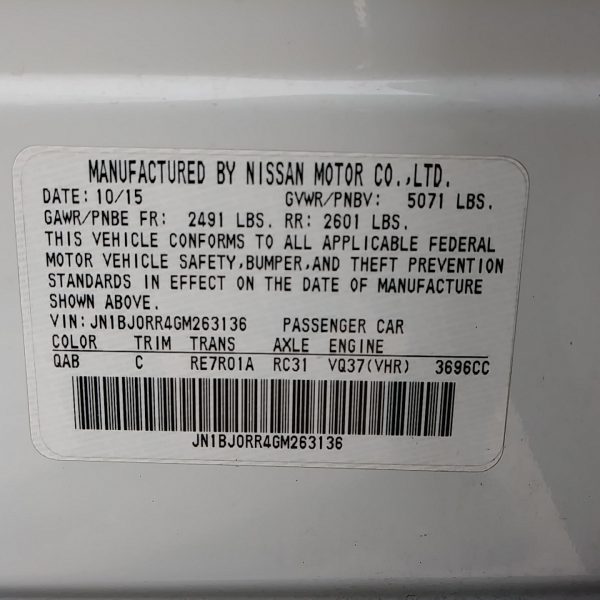 MANUFACTURED BY NISSAN MOTOR CO.,LTD.
DATE: 10/15 GVWR/PNBV: 5071 LBS.
GAWR/PNBE FR: 2491 LBS. RR: 2601 LBS.
THIS VEHICLE CONFORMS TO ALL APPLICABLE FEDERAL
MOTOR VEHICLE SAFETY,BUMPER,AND THEFT PREVENTION
STANDARDS IN EFFECT ON THE DATE OF MANUFACTURE
SHOWN ABOVE.
VIN: JN1BJ0RR4GM263136 PASSENGER CAR
COLOR TRIM TRANS AXLE ENGINE
QAB C RE7R01A RC31 VQ37(VHR) 3696CC
JN1BJ0RR4GM263136